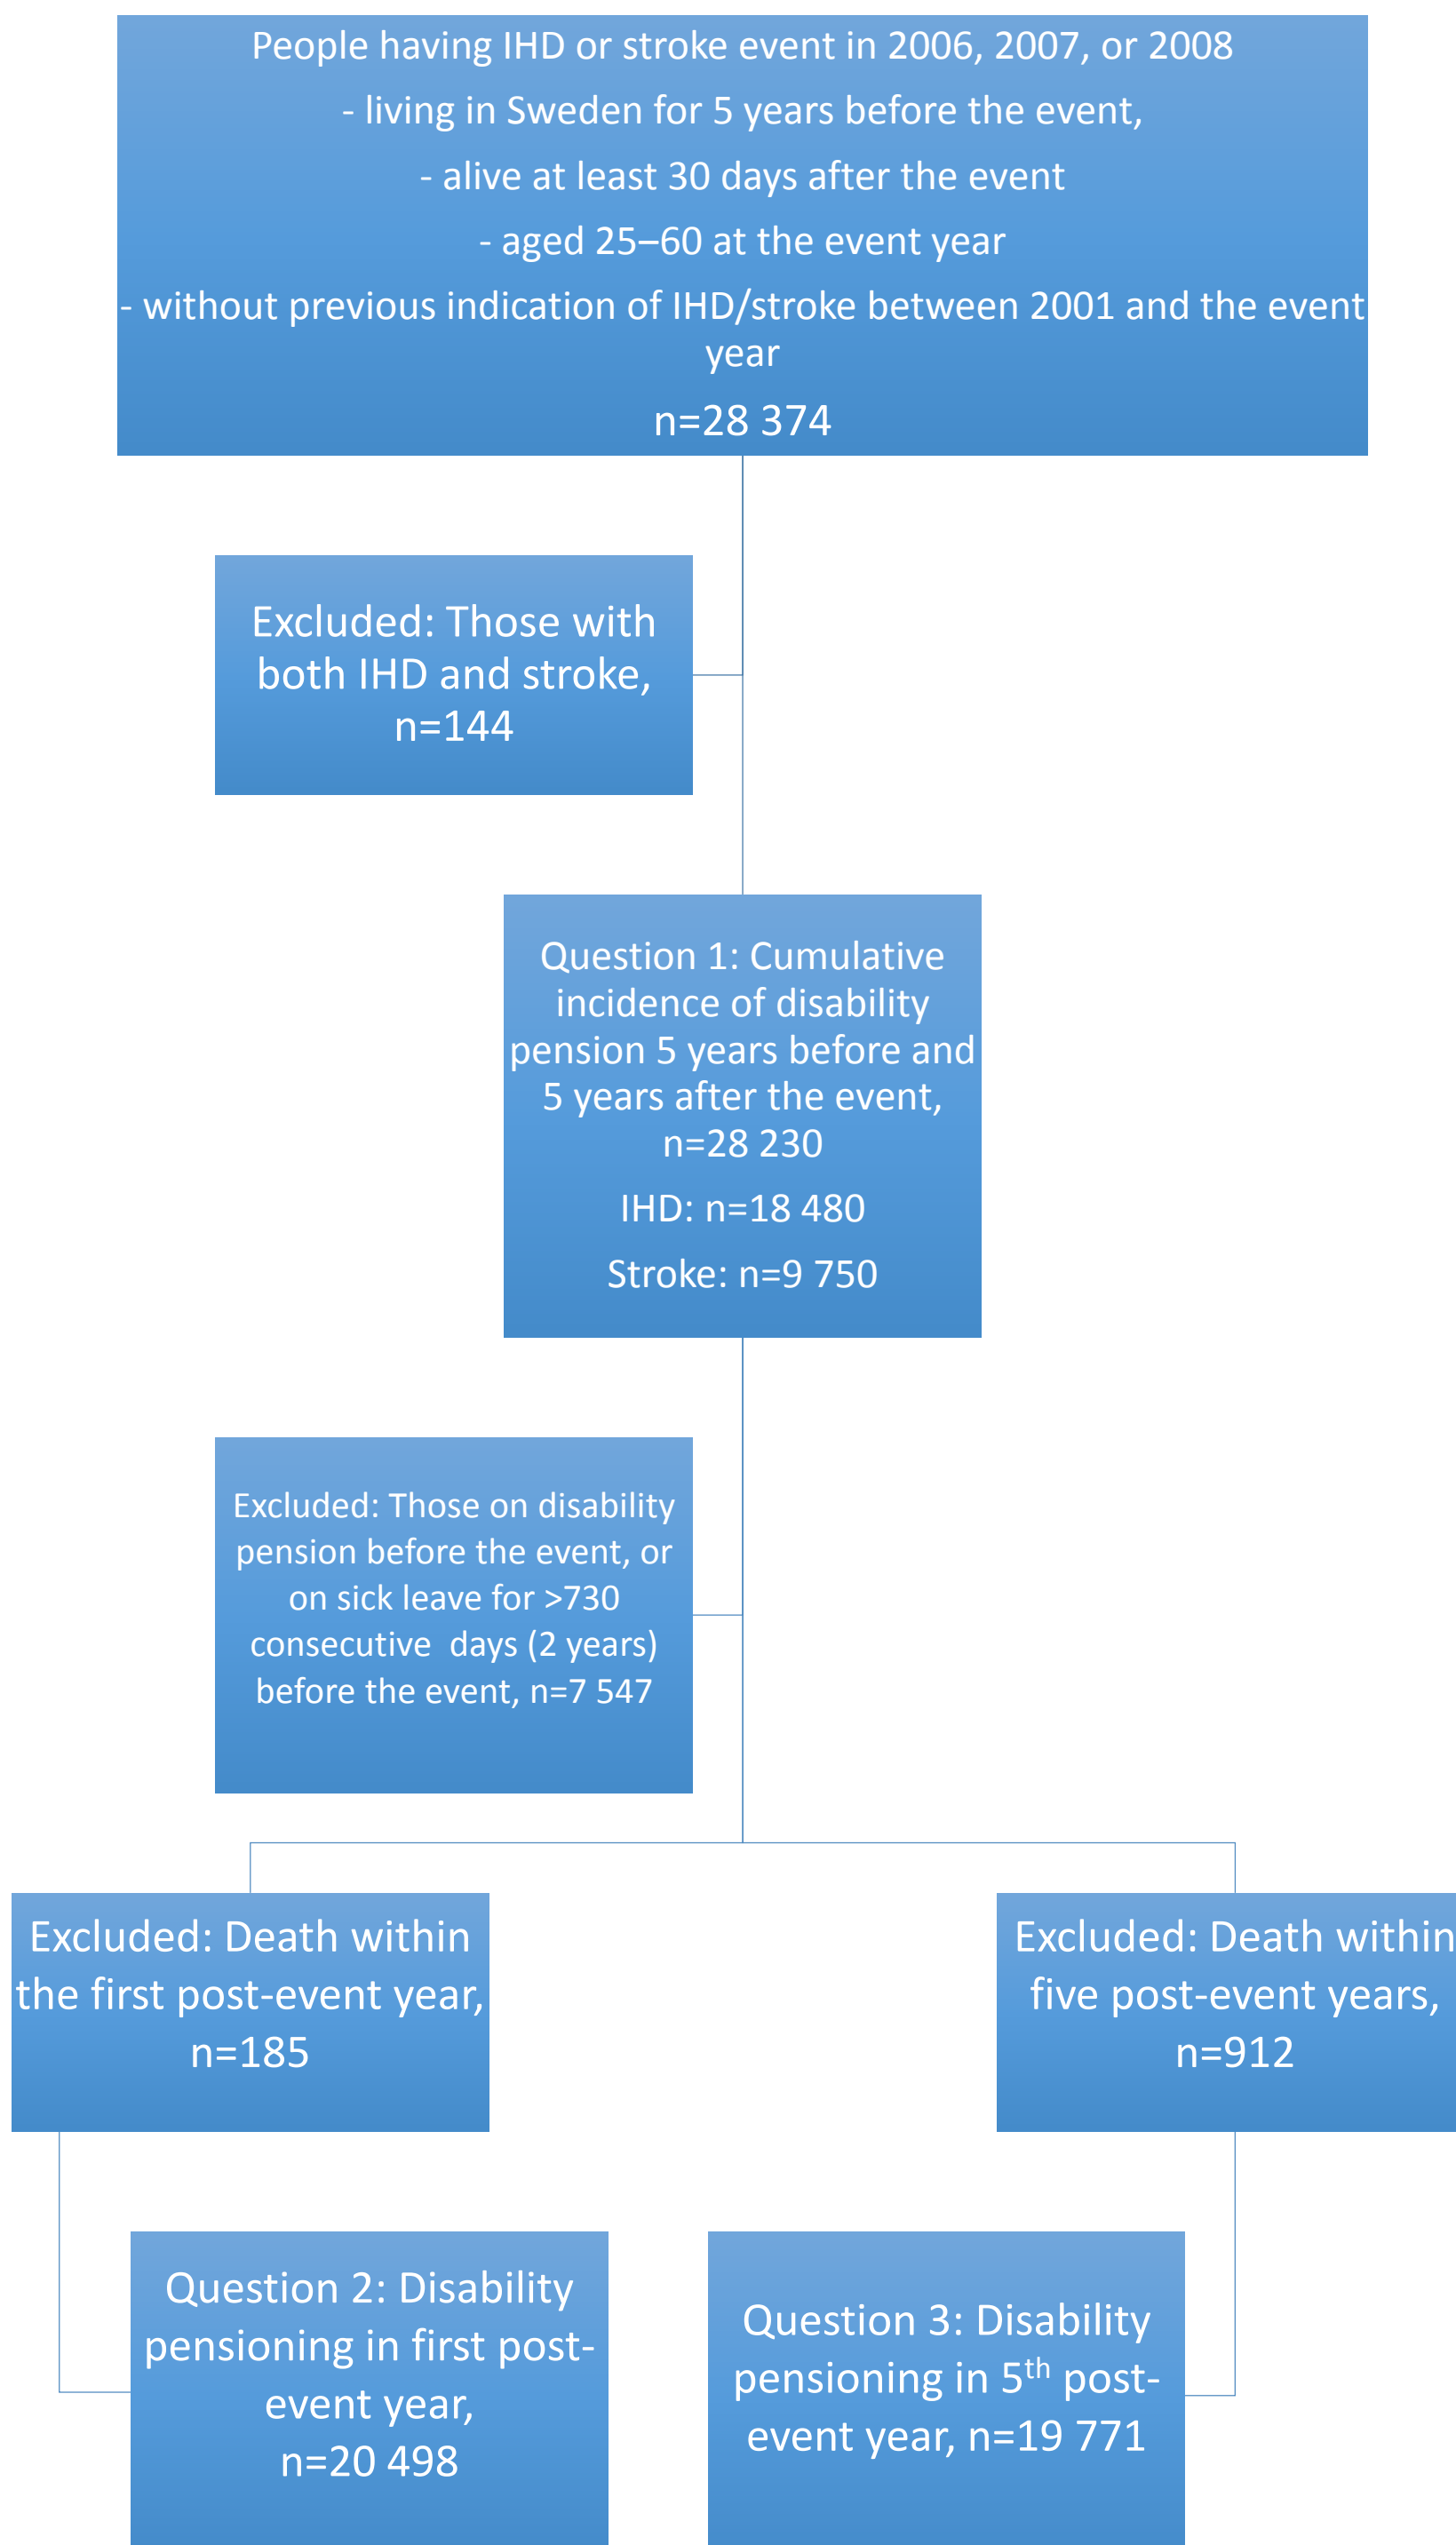 People having IHD or stroke event in 2006, 2007, or 2008
- living in Sweden for 5 years before the event,
- alive at least 30 days after the event
- aged 25–60 at the event year
- without previous indication of IHD/stroke between 2001 and the event
year
n=28 374
Excluded: Those with
both IHD and stroke,
n=144
Question 1: Cumulative
incidence of disability
pension 5 years before and
5 years after the event,
n=28 230
IHD: n=18 480
Stroke: n=9 750
Excluded: Those on disability
pension before the event, or
on sick leave for >730
consecutive  days (2 years)
before the event, n=7 547
Excluded: Death within
the first post-event year,
n=185
Excluded: Death within
five post-event years,
n=912
Question 2: Disability
pensioning in first post-
event year,
n=20 498
Question 3: Disability
pensioning in 5th post-
event year, n=19 771